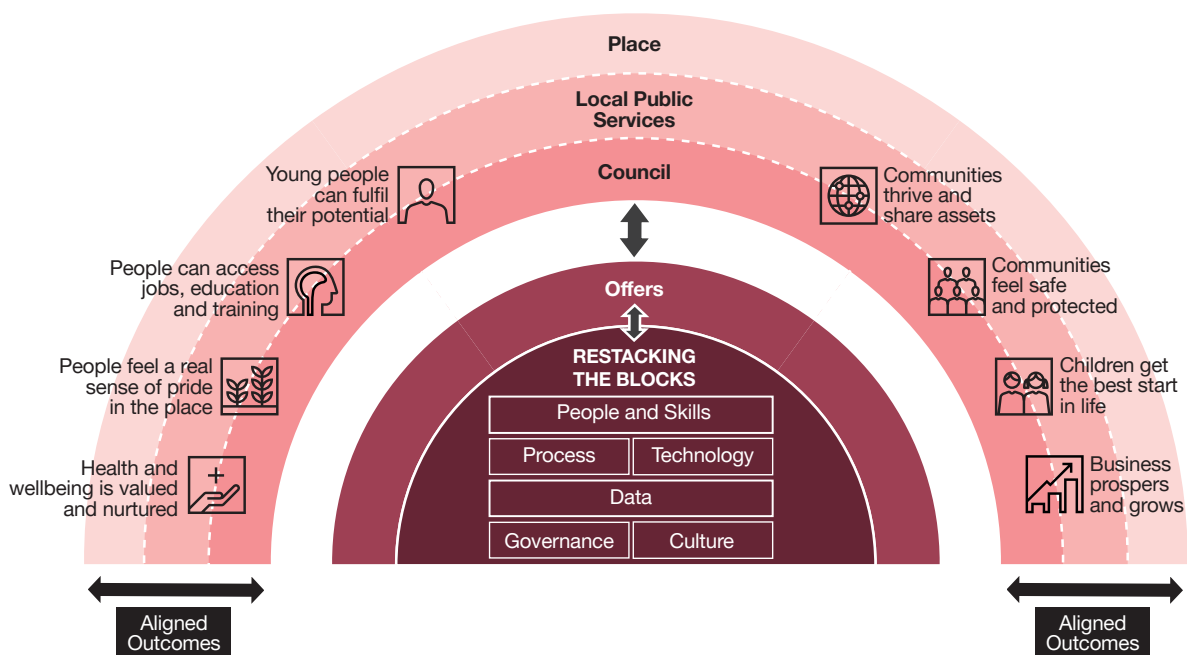 Place
Local Public
Services
Council
Young people
can fulfil
their potential
People can access
jobs, education
and training
People feel a real
sense of pride
in the place
Health and
wellbeing is valued
and nurtured
Communities
thrive and
share assets
Communities
feel safe
and protected
Children get
the best start
in life
Business
prospers
and grows
Offers
RESTACKING
THE BLOCKS
People and Skills
Process
Technology
Data
Governance
Culture
Aligned
Outcomes
Aligned
Outcomes